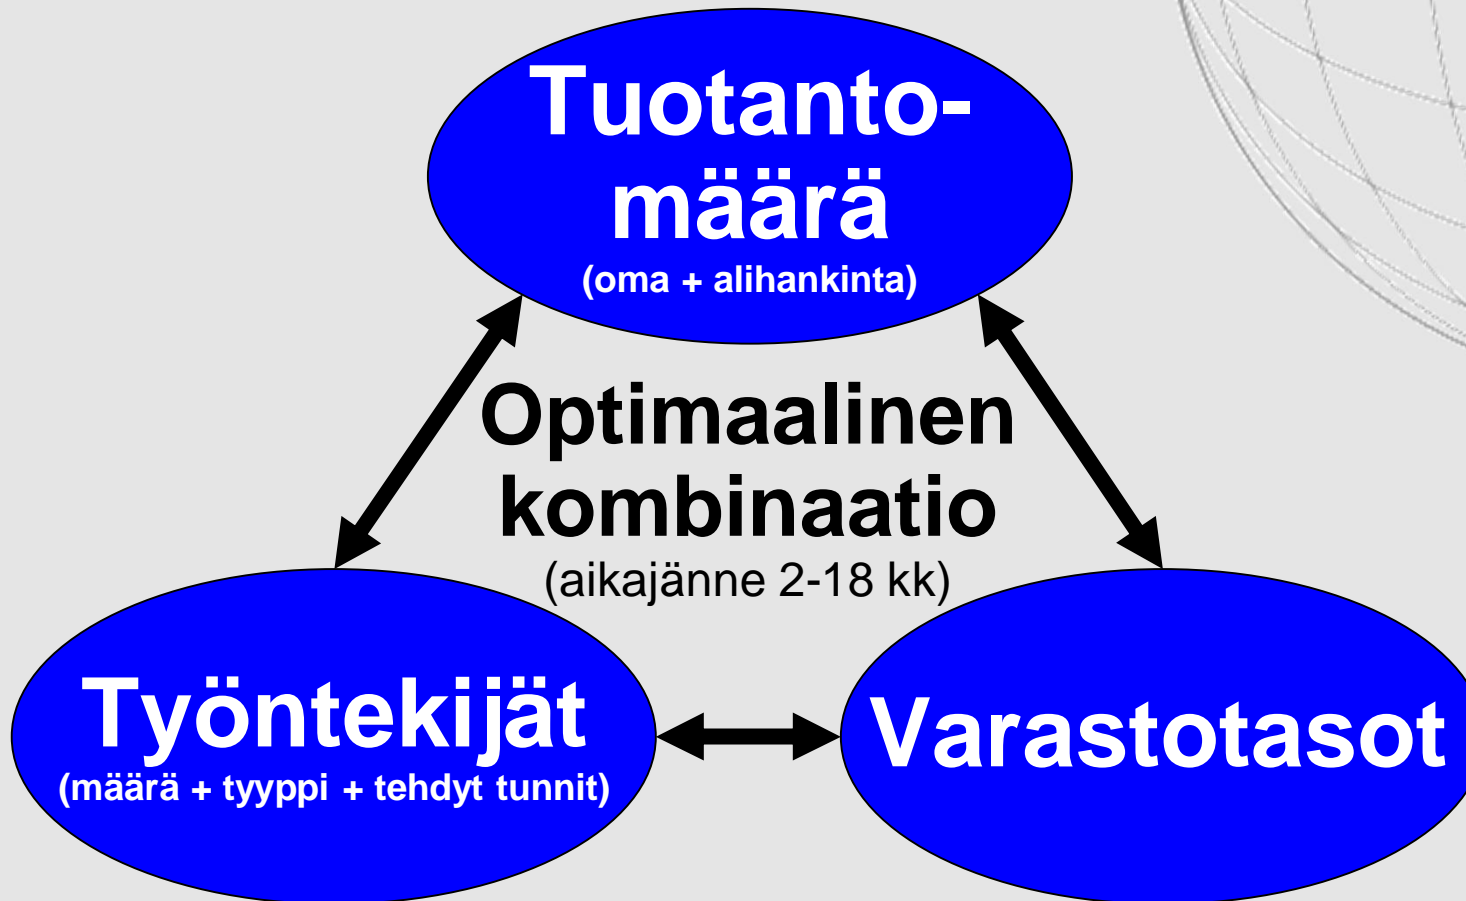 Tuotanto-
määrä
(oma + alihankinta)
Optimaalinen
kombinaatio
(aikajänne 2-18 kk)
Työntekijät
(määrä + tyyppi + tehdyt tunnit)
Varastotasot